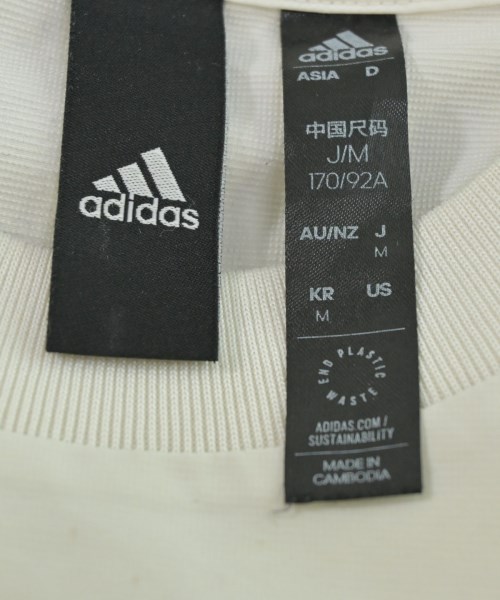 adidas
adidas
ASIA D
中国尺码
J/M
170/92A
AU/NZ J
M
KR US
M
END PLASTIC WASTE
ADIDAS.COM/
SUSTAINABILITY
MADE IN
CAMBODIA